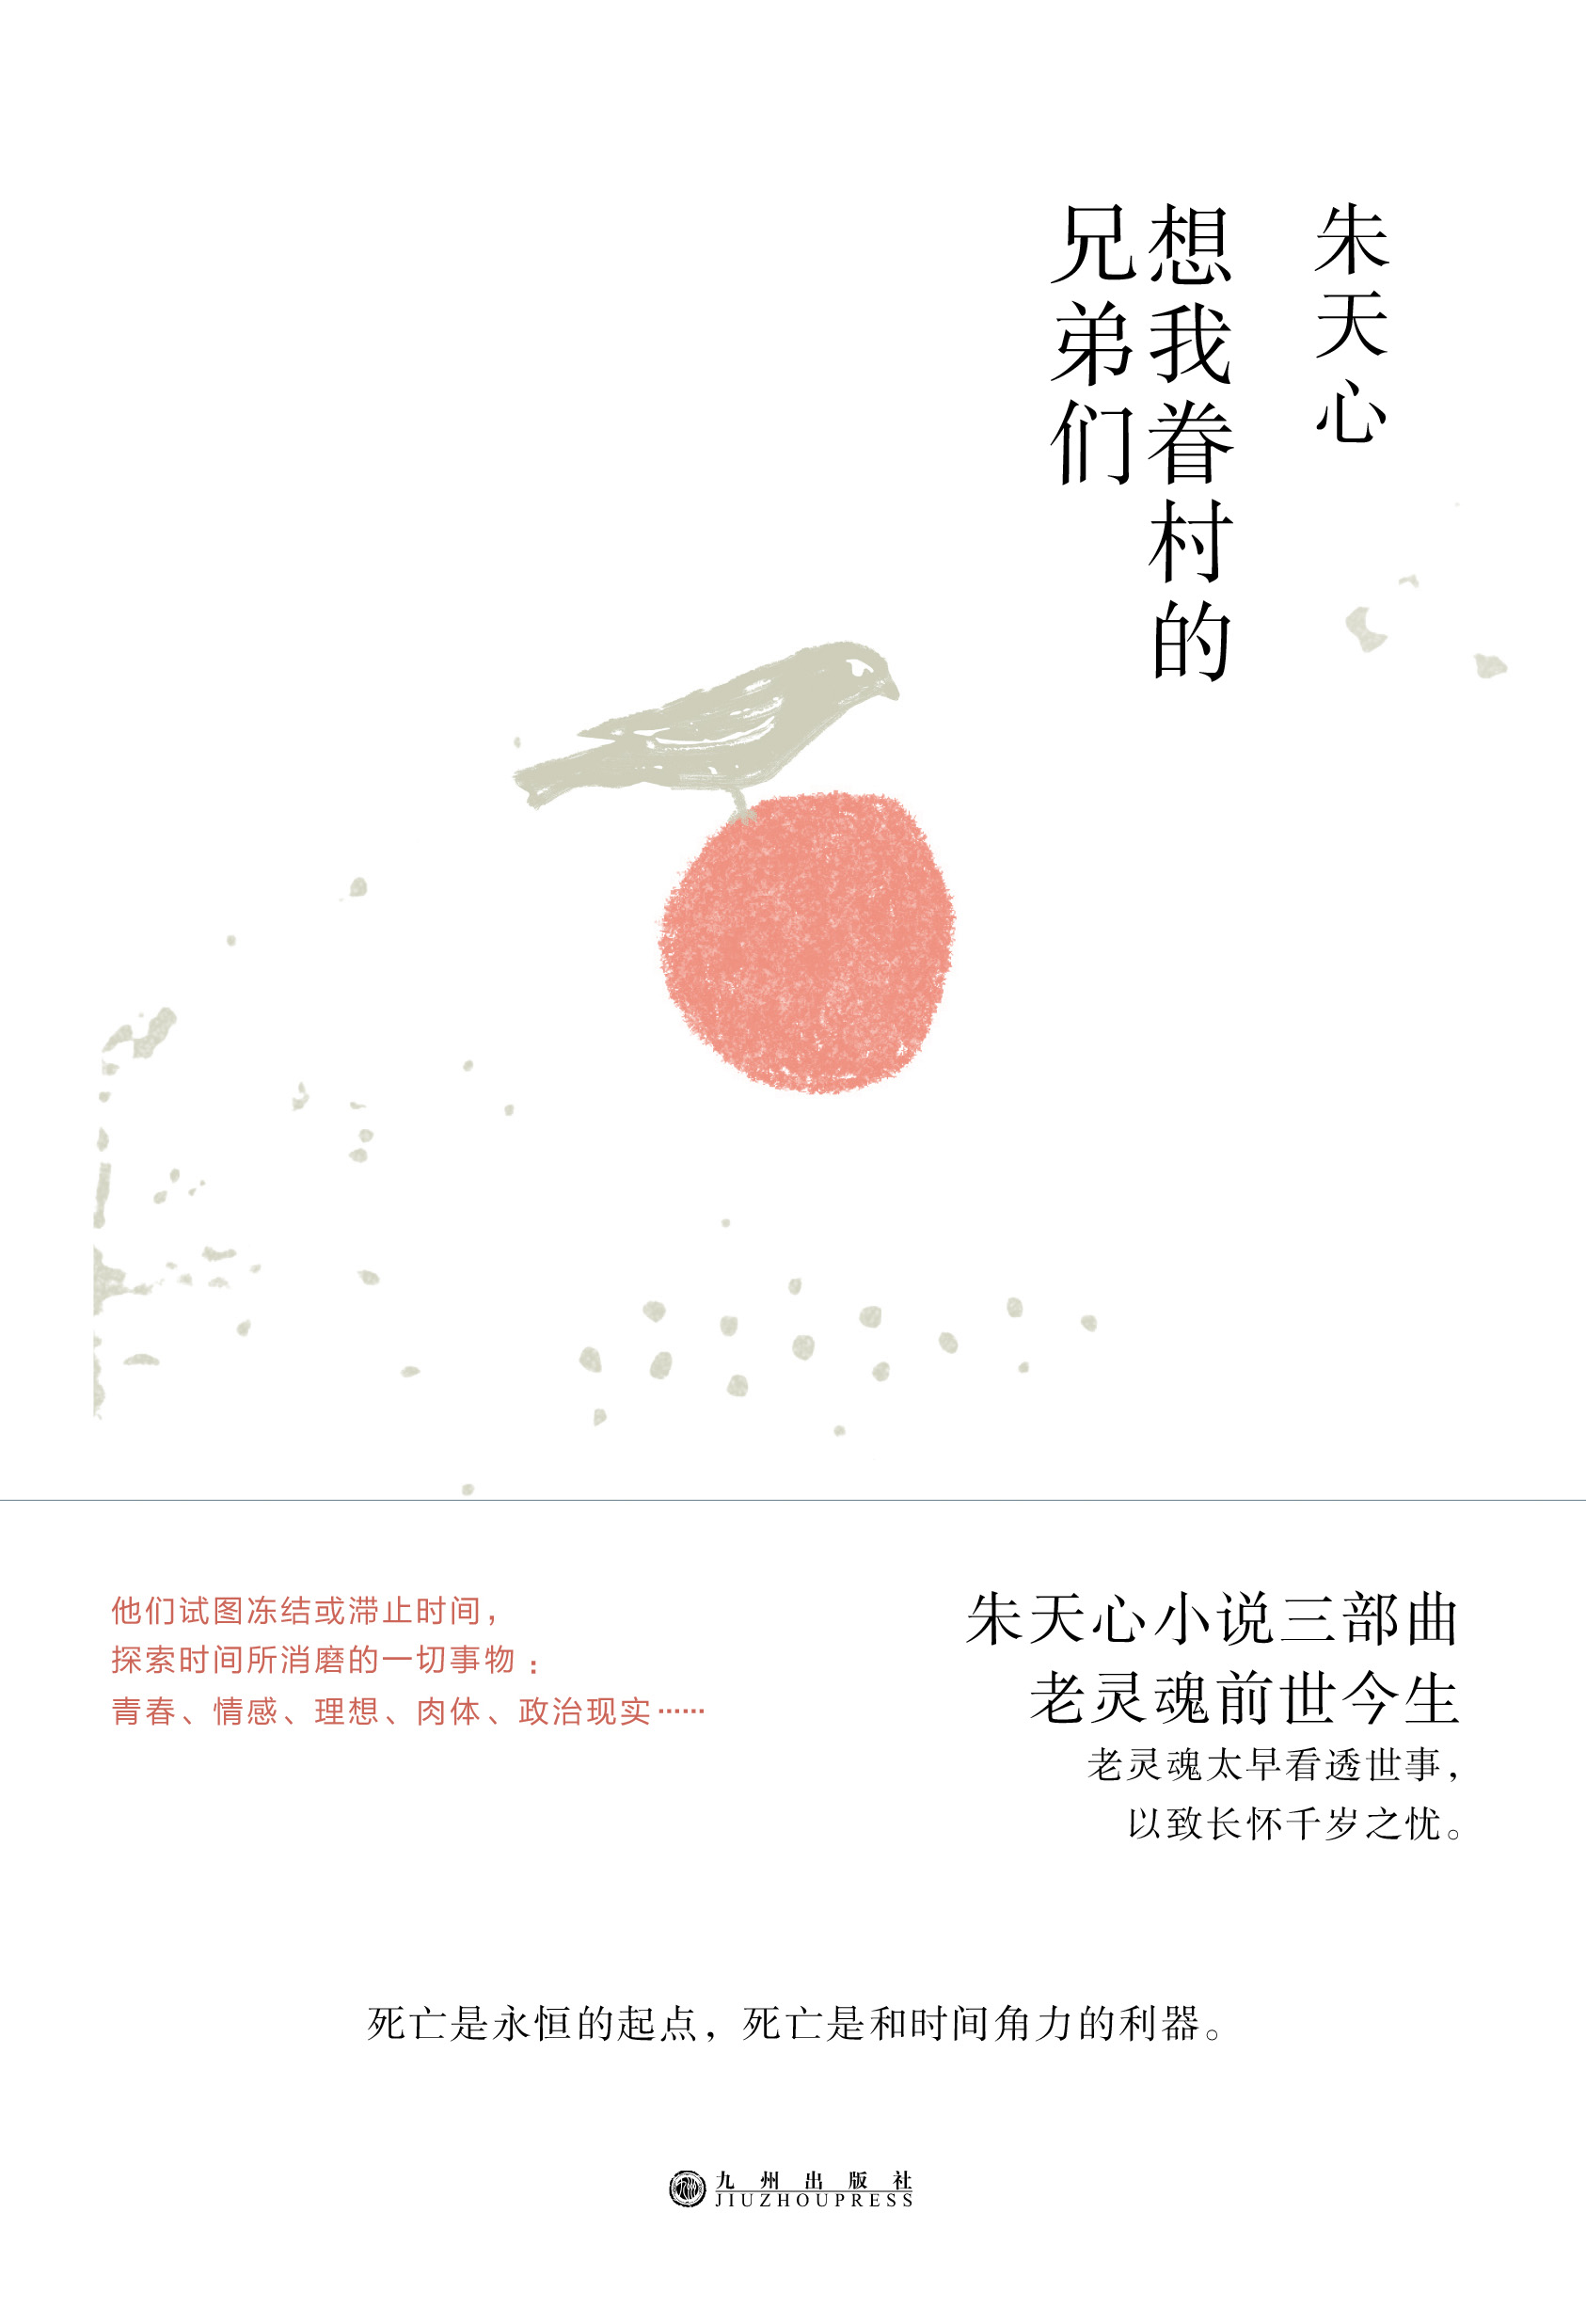 朱天心
想我眷村的
兄弟们
朱天心小说三部曲
老灵魂前世今生
老灵魂太早看透世事，
以致长怀千岁之忧。
他们试图冻结或滞止时间，
探索时间所消磨的一切事物：
青春、情感、理想、肉体、政治现实……
死亡是永恒的起点，死亡是和时间角力的利器。
九州出版社
JIUZHOUPRESS